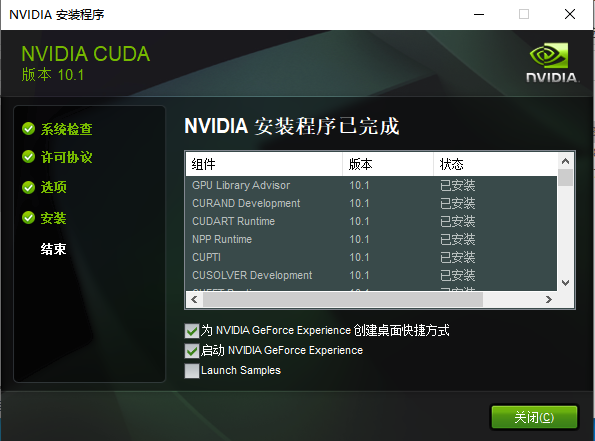 NVIDIA 安装程序
NVIDIA CUDA
版本 10.1
NVIDIA
系统检查
许可协议
选项
安装
结束
NVIDIA 安装程序已完成
组件 版本 状态
GPU Library Advisor 10.1 已安装
CURAND Development 10.1 已安装
CUDART Runtime 10.1 已安装
NPP Runtime 10.1 已安装
CUPTI 10.1 已安装
CUSOLVER Development 10.1 已安装
为 NVIDIA GeForce Experience 创建桌面快捷方式
启动 NVIDIA GeForce Experience
Launch Samples
关闭(C)